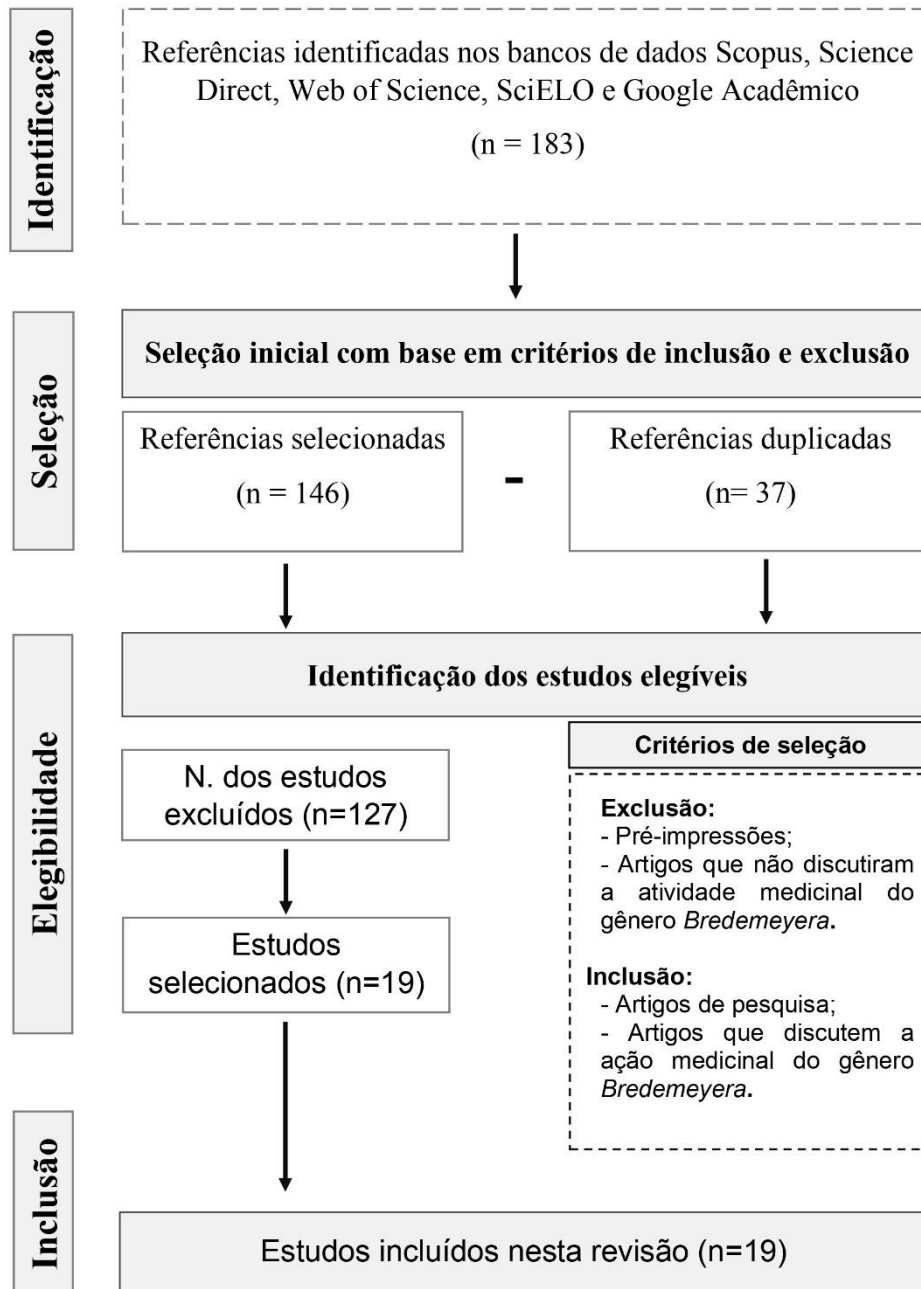 Identificação
Referências identificadas nos bancos de dados Scopus, Science
Direct, Web of Science, SciELO e Google Acadêmico
(n = 183)
Seleção
Seleção inicial com base em critérios de inclusão e exclusão
Referências selecionadas
(n = 146)
-
Referências duplicadas
(n= 37)
Elegibilidade
Identificação dos estudos elegíveis
N. dos estudos
excluídos (n=127)
Estudos
selecionados (n=19)
Critérios de seleção
Exclusão:
- Pré-impressões;
- Artigos que não discutiram
a atividade medicinal do
gênero Bredemeyera.
Inclusão:
- Artigos de pesquisa;
- Artigos que discutem a
ação medicinal do gênero
Bredemeyera.
Inclusão
Estudos incluídos nesta revisão (n=19)